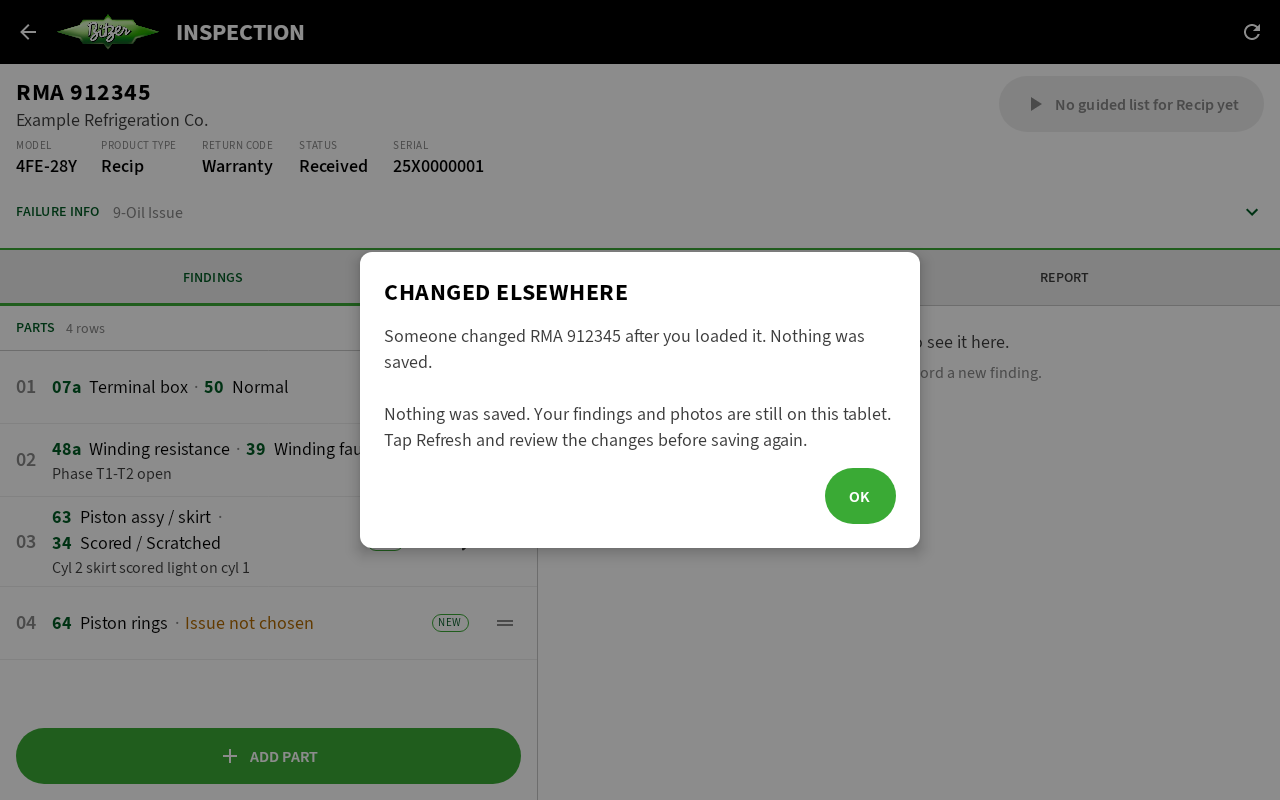 Bitzer
INSPECTION
RMA 912345
Example Refrigeration Co.
No guided list for Recip yet
MODEL PRODUCT TYPE RETURN CODE STATUS SERIAL
4FE-28Y Recip Warranty Received 25X0000001
FAILURE INFO 9-Oil Issue
FINDINGS
REPORT
PARTS 4 rows
01 07a Terminal box · 50 Normal
02 48a Winding resistance · 39 Winding
Phase T1-T2 open
03 63 Piston assy / skirt ·
34 Scored / Scratched
Cyl 2 skirt scored light on cyl 1
04 64 Piston rings · Issue not chosen NEW
ADD PART
see it here.
a new finding.
CHANGED ELSEWHERE
Someone changed RMA 912345 after you loaded it. Nothing was
saved.
Nothing was saved. Your findings and photos are still on this tablet.
Tap Refresh and review the changes before saving again.
OK